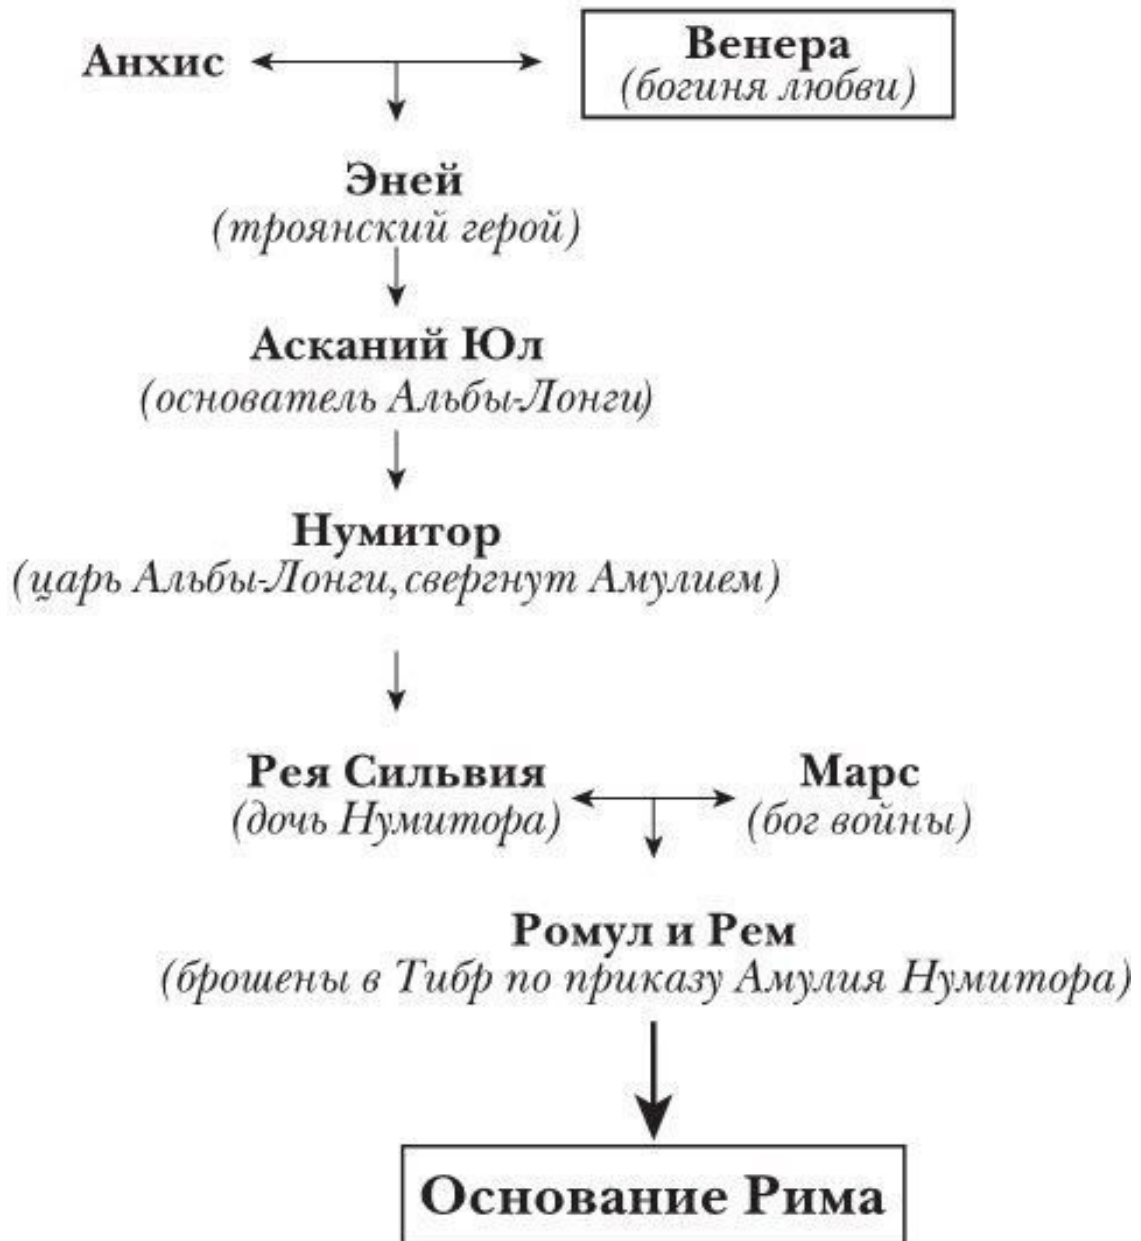 Анхис
Венера
(богиня любви)
Эней
(троянский герой)
Асканий Юл
(основатель Альбы-Лонги)
Нумитор
(царь Альбы-Лонги, свергнут Амулием)
Рея Сильвия
(дочь Нумитора)
Марс
(бог войны)
Ромул и Рем
(брошены в Тибр по приказу Амулия Нумитора)
Основание Рима